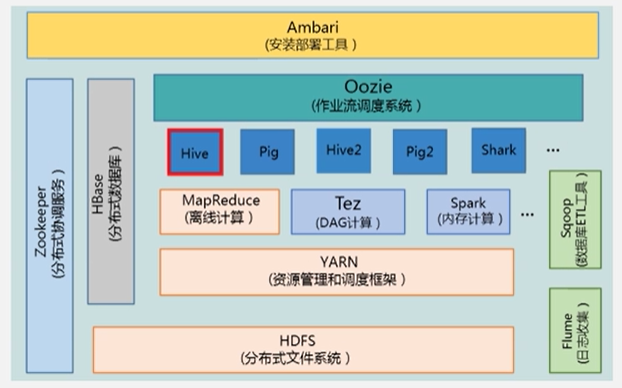 Ambari
(安装部署工具)
Zookeeper
(分布式协调服务)
HBase
(分布式数据库)
Oozie
(作业流调度系统)
Hive
Pig
Hive2
Pig2
Shark
...
MapReduce
(离线计算)
Tez
(DAG计算)
Spark
(内存计算)
...
Sqoop
(数据库ETL工具)
YARN
(资源管理和调度框架)
HDFS
(分布式文件系统)
Flume
(日志收集)